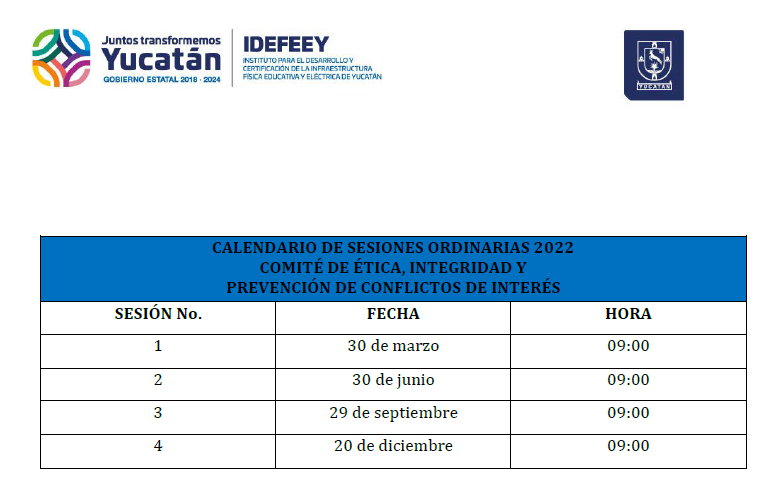 Juntos transformemos
Yucatán
GOBIERNO ESTATAL 2018 - 2024
IDEFEEY
INSTITUTO PARA EL DESARROLLO Y
CERTIFICACIÓN DE LA INFRAESTRUCTURA
FÍSICA EDUCATIVA Y ELÉCTRICA DE YUCATÁN
YUCATÁN
CALENDARIO DE SESIONES ORDINARIAS 2022
COMITÉ DE ÉTICA, INTEGRIDAD Y
PREVENCIÓN DE CONFLICTOS DE INTERÉS
SESIÓN No. FECHA HORA
1 30 de marzo 09:00
2 30 de junio 09:00
3 29 de septiembre 09:00
4 20 de diciembre 09:00